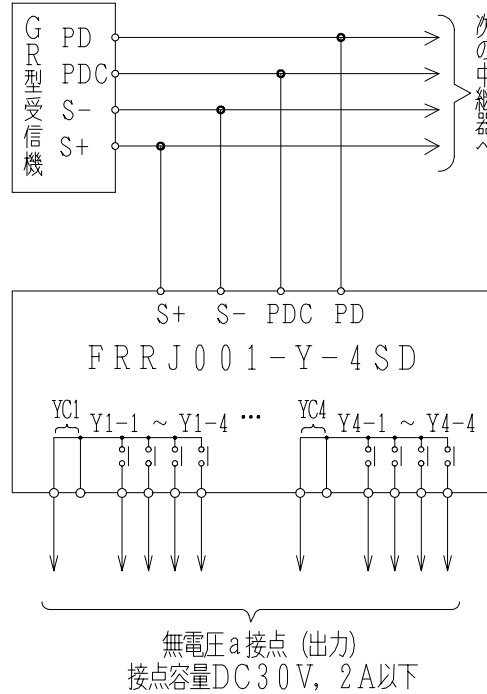 GR型受信機
PD
PDC
S-
S+
次の中継器へ
S+ S- PDC PD
FRRJ001-Y-4SD
YC1 Y1-1 ～ Y1-4 … YC4 Y4-1 ～ Y4-4
無電圧a接点 (出力)
接点容量DC30V, 2A以下